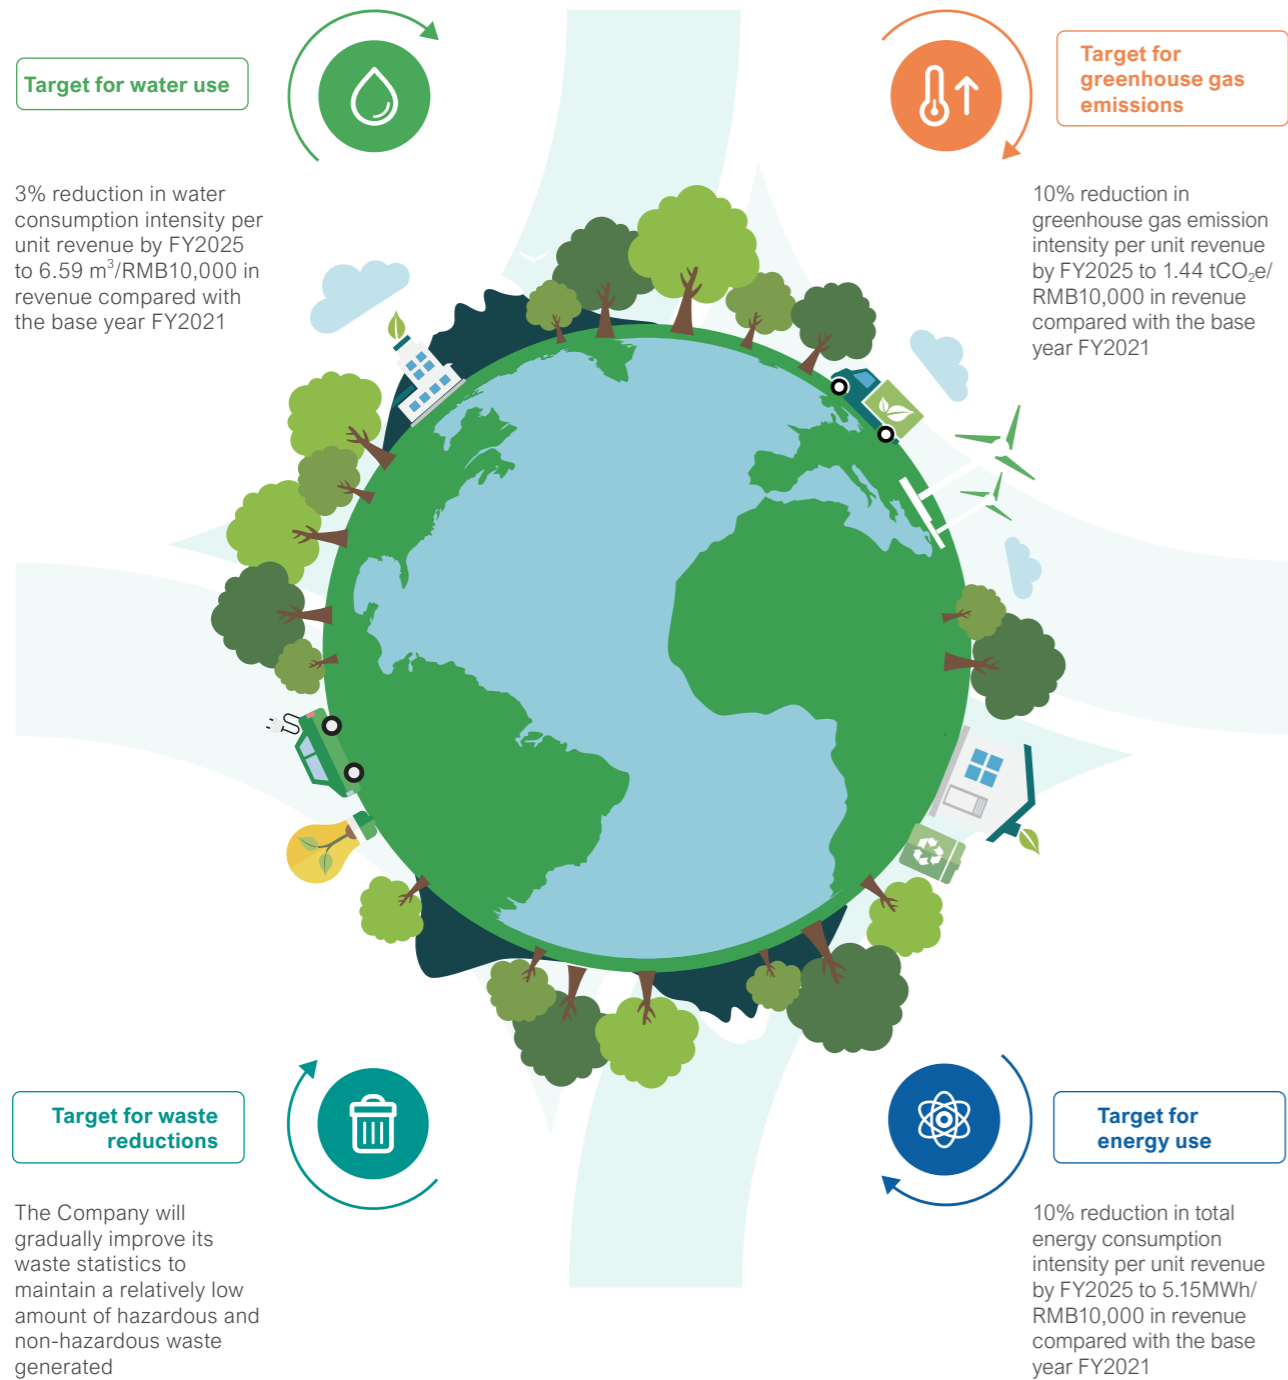 Target for water use
3% reduction in water
consumption intensity per
unit revenue by FY2025
to 6.59 m³/RMB10,000 in
revenue compared with
the base year FY2021
Target for
greenhouse gas
emissions
10% reduction in
greenhouse gas emission
intensity per unit revenue
by FY2025 to 1.44 tCO₂e/
RMB10,000 in revenue
compared with the base
year FY2021
Target for waste
reductions
The Company will
gradually improve its
waste statistics to
maintain a relatively low
amount of hazardous and
non-hazardous waste
generated
Target for
energy use
10% reduction in total
energy consumption
intensity per unit revenue
by FY2025 to 5.15MWh/
RMB10,000 in revenue
compared with the base
year FY2021